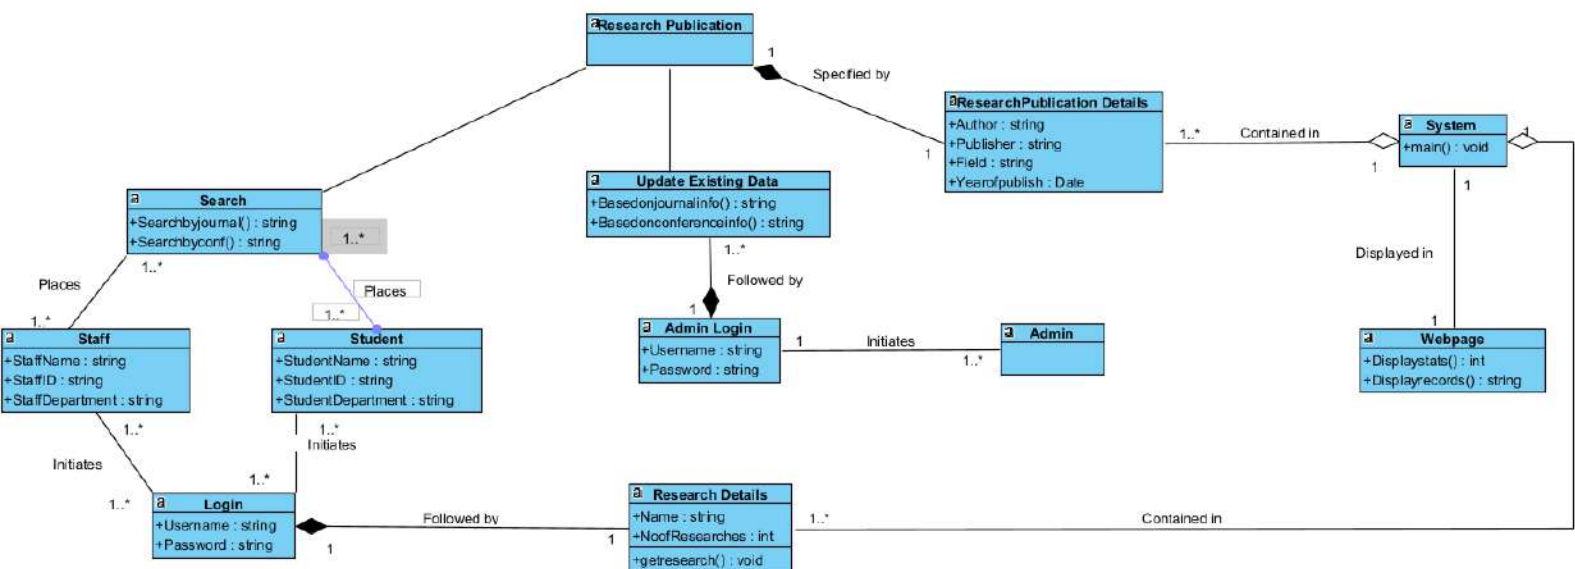 Research Publication
1
Specified by
1
ResearchPublication Details
+Author : string
+Publisher : string
+Field : string
+Yearofpublish : Date
1..*
Contained in
1
System
+main() : void
1
1
Displayed in
1
Webpage
+Displaystats() : int
+Displayrecords() : string
Search
+Searchbyjournal() : string
+Searchbyconf() : string
1..*
1..*
Places
1..*
Places
1..*
Update Existing Data
+Basedonjournalinfo() : string
+Basedonconferenceinfo() : string
1..*
Followed by
1
Admin Login
+Username : string
+Password : string
1
Initiates
1..*
Admin
Staff
+StaffName : string
+StaffID : string
+StaffDepartment : string
1..*
Initiates
1..*
Student
+StudentName : string
+StudentID : string
+StudentDepartment : string
1..*
Initiates
1..*
Login
+Username : string
+Password : string
1
Followed by
1
Research Details
+Name : string
+NoofResearches : int
+getresearch() : void
1..*
Contained in